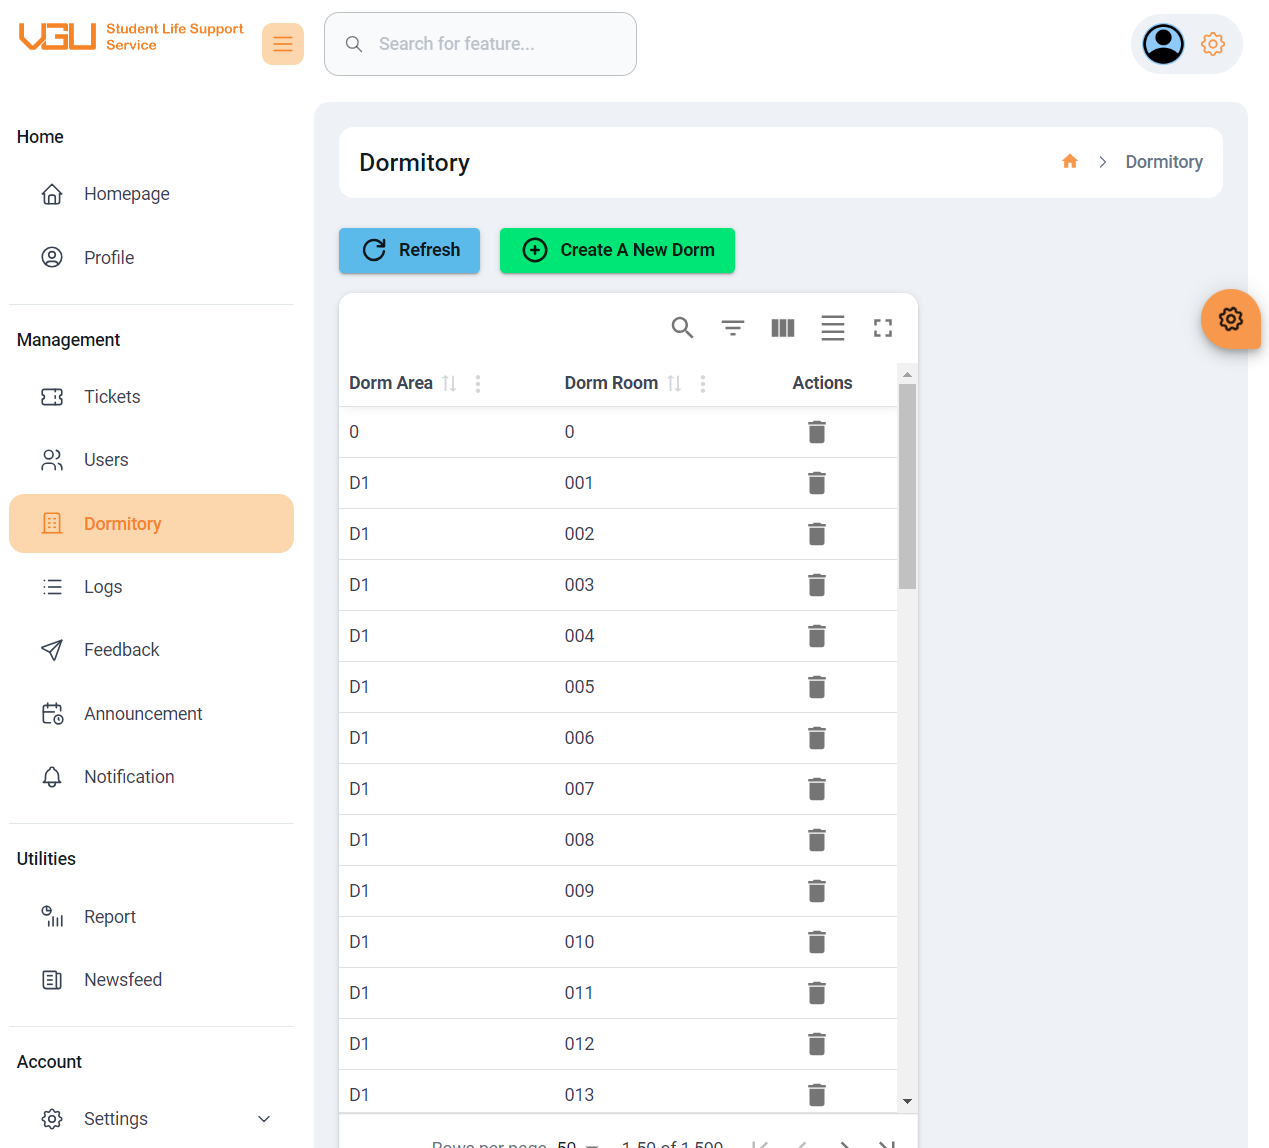 VGU Student Life Support Service
Search for feature...
Home
Homepage
Profile
Management
Tickets
Users
Dormitory
Logs
Feedback
Announcement
Notification
Utilities
Report
Newsfeed
Account
Settings
Dormitory
Dormitory
Refresh
Create A New Dorm
Dorm Area Dorm Room Actions
0 0
D1 001
D1 002
D1 003
D1 004
D1 005
D1 006
D1 007
D1 008
D1 009
D1 010
D1 011
D1 012
D1 013
Rows per page 50 1-50 of 1,500